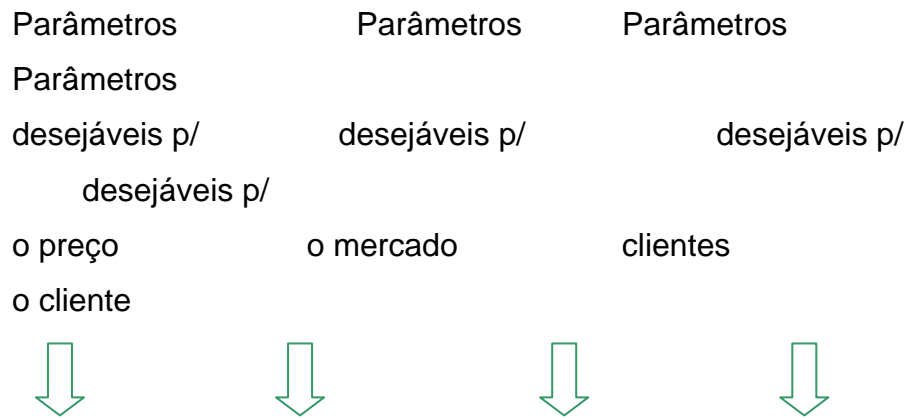 Parâmetros Parâmetros Parâmetros
Parâmetros
desejáveis p/ desejáveis p/ desejáveis p/
desejáveis p/
o preço o mercado clientes
o cliente